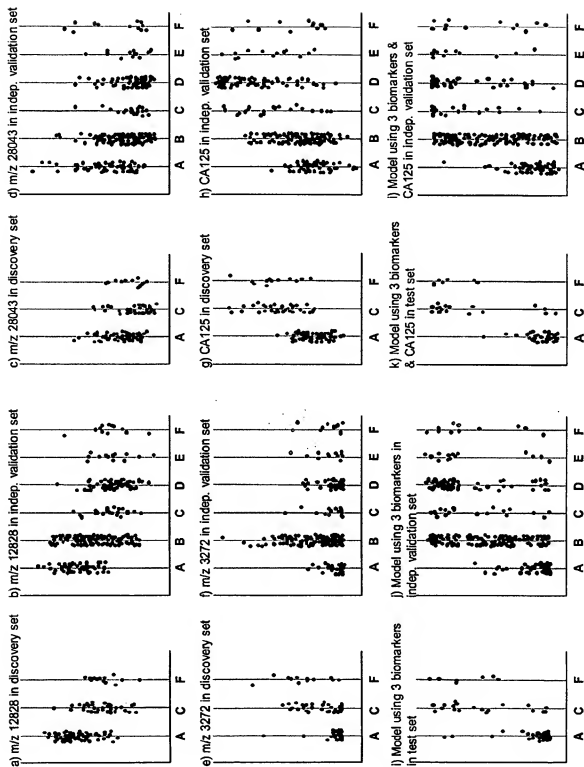 a) m/z 12828 in discovery set
A C F
b) m/z 12828 in indep. validation set
A B C D E F
c) m/z 28043 in discovery set
A C F
d) m/z 28043 in indep. validation set
A B C D E F
e) m/z 3272 in discovery set
A C F
f) m/z 3272 in indep. validation set
A B C D E F
g) CA125 in discovery set
A C F
h) CA125 in indep. validation set
A B C D E F
i) Model using 3 biomarkers
in test set
A C F
j) Model using 3 biomarkers in
indep. validation set
A B C D E F
k) Model using 3 biomarkers
& CA125 in test set
A C F
l) Model using 3 biomarkers &
CA125 in indep. validation set
A B C D E F